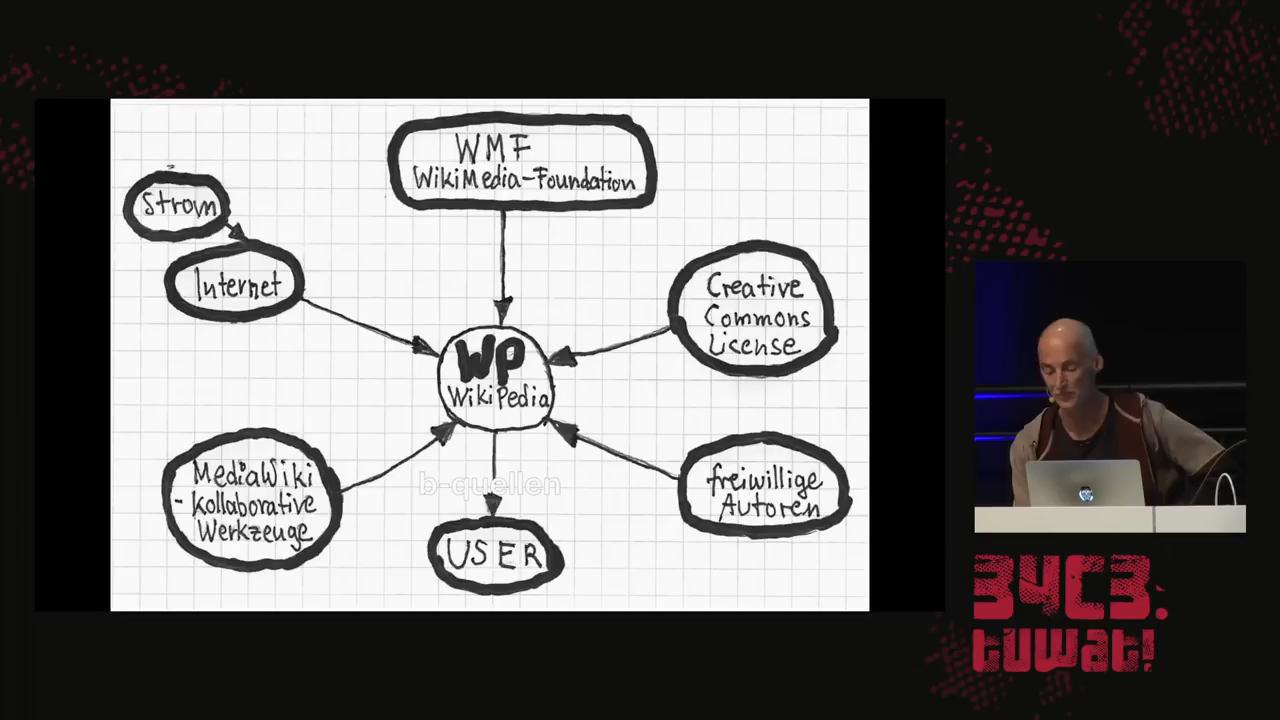 WMF
WikiMedia-Foundation
Strom
Internet
Creative
Commons
License
WP
WikiPedia
MediaWiki
- kollaborative
Werkzeuge
freiwillige
Autoren
b-quellen
USER
34C3.
tuwat!